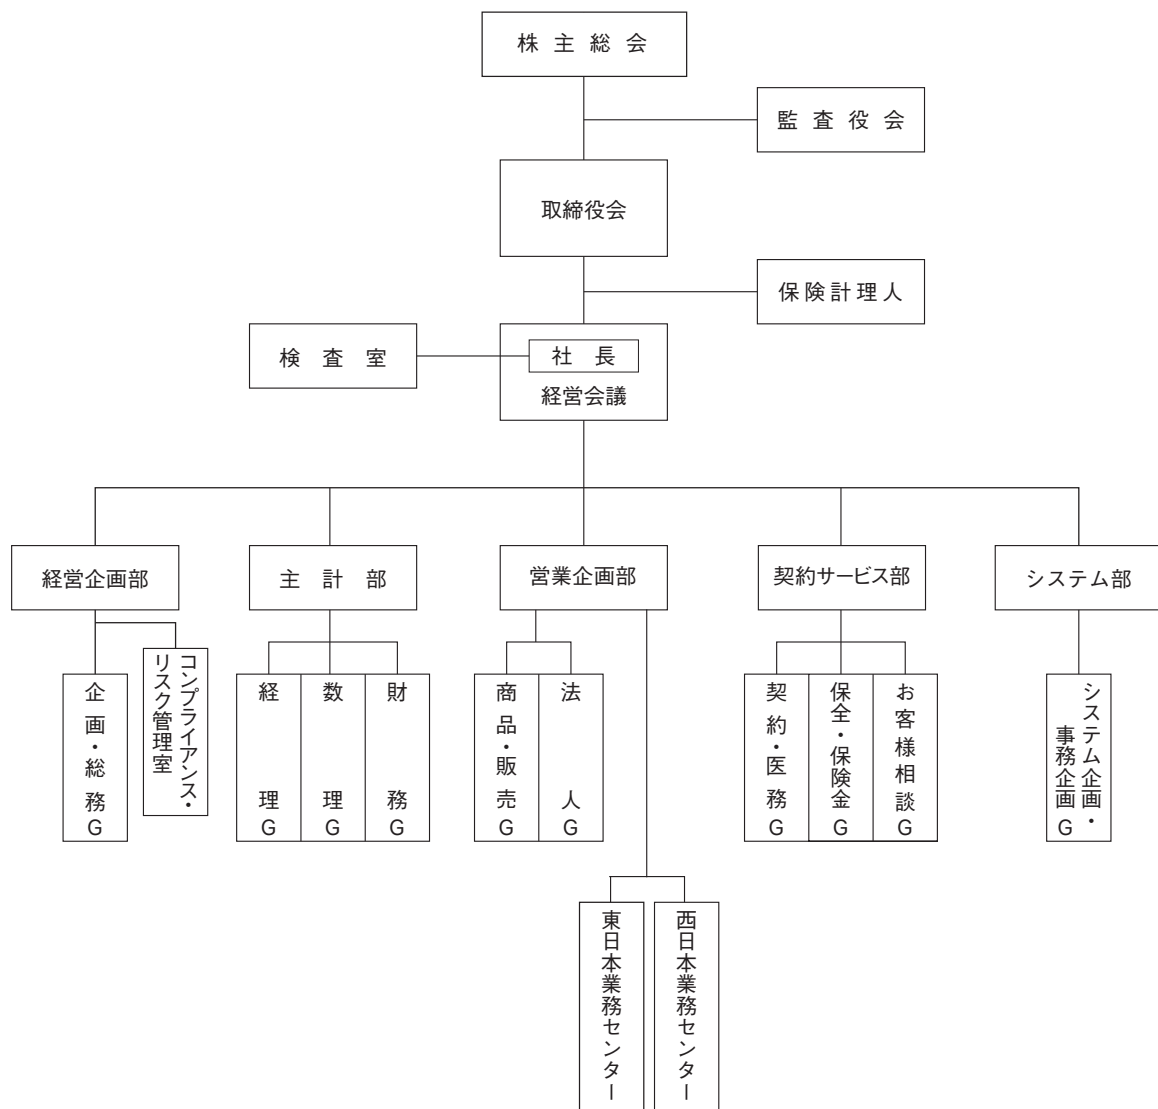 株主総会
監査役会
取締役会
保険計理人
検査室
社長
経営会議
経営企画部
主計部
営業企画部
契約サービス部
システム部
企画・総務G
コンプライアンス・
リスク管理室
経理G
数理G
財務G
商品・販売G
法人G
契約・医務G
保全・保険金G
お客様相談G
システム企画・
事務企画G
東日本業務センター
西日本業務センター